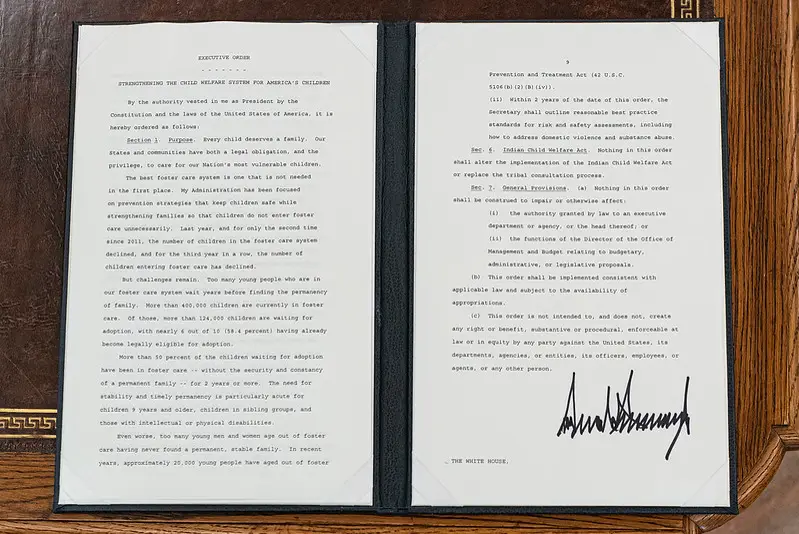 EXECUTIVE ORDER
- - - - - - -
STRENGTHENING THE CHILD WELFARE SYSTEM FOR AMERICA'S CHILDREN
By the authority vested in me as President by the
Constitution and the laws of the United States of America, it is
hereby ordered as follows:
Section 1. Purpose. Every child deserves a family. Our
States and communities have both a legal obligation, and the
privilege, to care for our Nation's most vulnerable children.
The best foster care system is one that is not needed
in the first place. My Administration has been focused
on prevention strategies that keep children safe while
strengthening families so that children do not enter foster
care unnecessarily. Last year, and for only the second time
since 2011, the number of children in the foster care system
declined, and for the third year in a row, the number of
children entering foster care has declined.
But challenges remain. Too many young people who are in
our foster care system wait years before finding the permanency
of family. More than 400,000 children are currently in foster
care. Of those, more than 124,000 children are waiting for
adoption, with nearly 6 out of 10 (58.4 percent) having already
become legally eligible for adoption.
More than 50 percent of the children waiting for adoption
have been in foster care -- without the security and constancy
of a permanent family -- for 2 years or more. The need for
stability and timely permanency is particularly acute for
children 9 years and older, children in sibling groups, and
those with intellectual or physical disabilities.
Even worse, too many young men and women age out of foster
care having never found a permanent, stable family. In recent
years, approximately 20,000 young people have aged out of foster
9
Prevention and Treatment Act (42 U.S.C.
5106(b)(2)(B)(iv)).
(ii) Within 2 years of the date of this order, the
Secretary shall outline reasonable best practice
standards for risk and safety assessments, including
how to address domestic violence and substance abuse.
Sec. 6. Indian Child Welfare Act. Nothing in this order
shall alter the implementation of the Indian Child Welfare Act
or replace the tribal consultation process.
Sec. 7. General Provisions. (a) Nothing in this order
shall be construed to impair or otherwise affect:
(i) the authority granted by law to an executive
department or agency, or the head thereof; or
(ii) the functions of the Director of the Office of
Management and Budget relating to budgetary,
administrative, or legislative proposals.
(b) This order shall be implemented consistent with
applicable law and subject to the availability of
appropriations.
(c) This order is not intended to, and does not, create
any right or benefit, substantive or procedural, enforceable at
law or in equity by any party against the United States, its
departments, agencies, or entities, its officers, employees, or
agents, or any other person.
THE WHITE HOUSE,